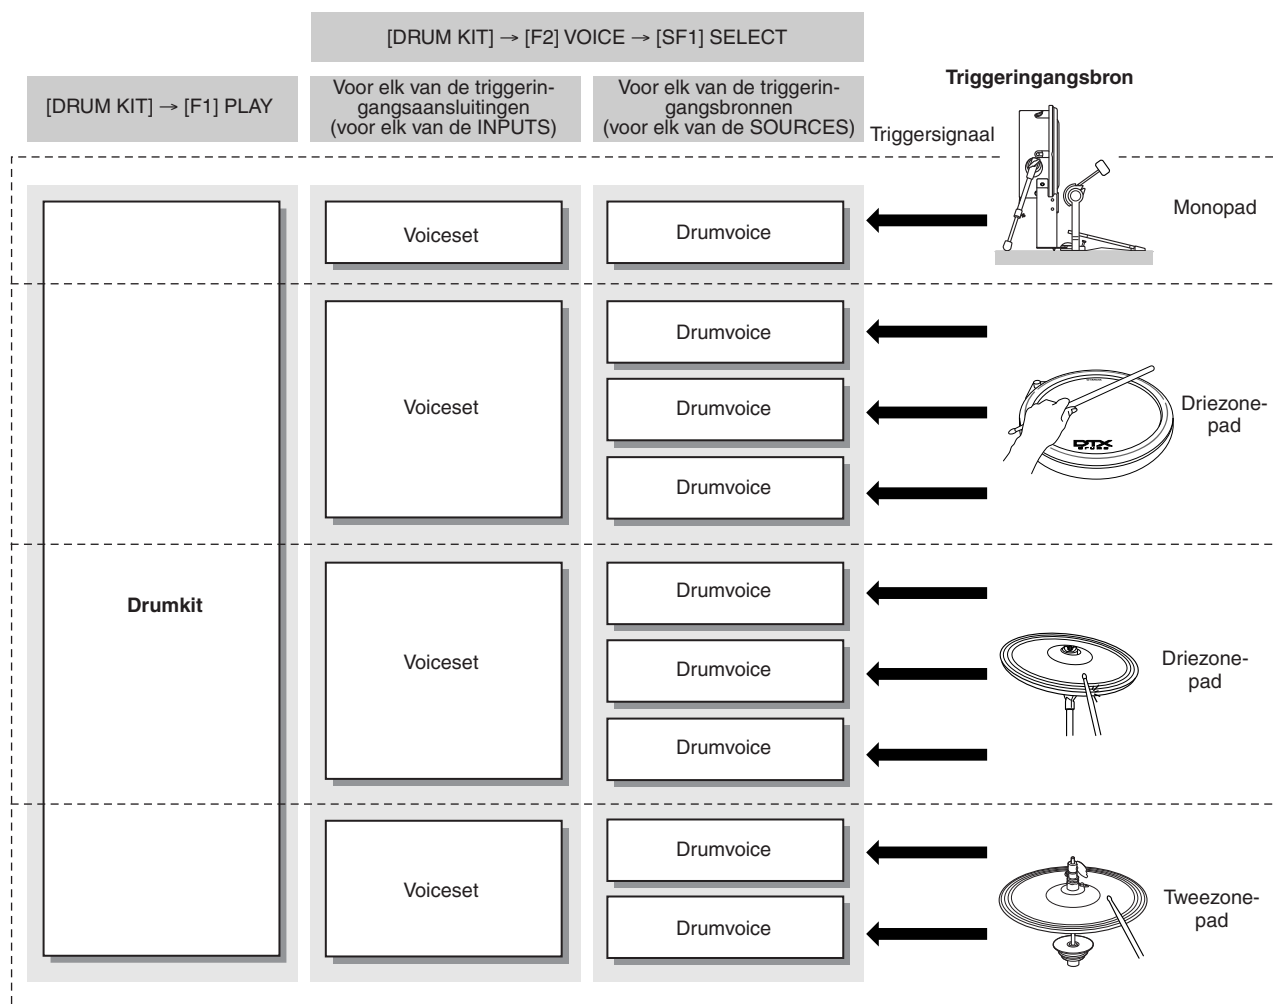 [DRUM KIT] → [F2] VOICE → [SF1] SELECT
[DRUM KIT] → [F1] PLAY
Voor elk van de triggerin-
gangsaansluitingen
(voor elk van de INPUTS)
Voor elk van de triggerin-
gangsbronnen
(voor elk van de SOURCES)
Triggeringangsbron
Triggersignaal
Drumkit
Voiceset
Drumvoice
Monopad
Voiceset
Drumvoice
Drumvoice
Drumvoice
DTX
Driezone-
pad
Voiceset
Drumvoice
Drumvoice
Drumvoice
Driezone-
pad
Voiceset
Drumvoice
Drumvoice
Tweezone-
pad